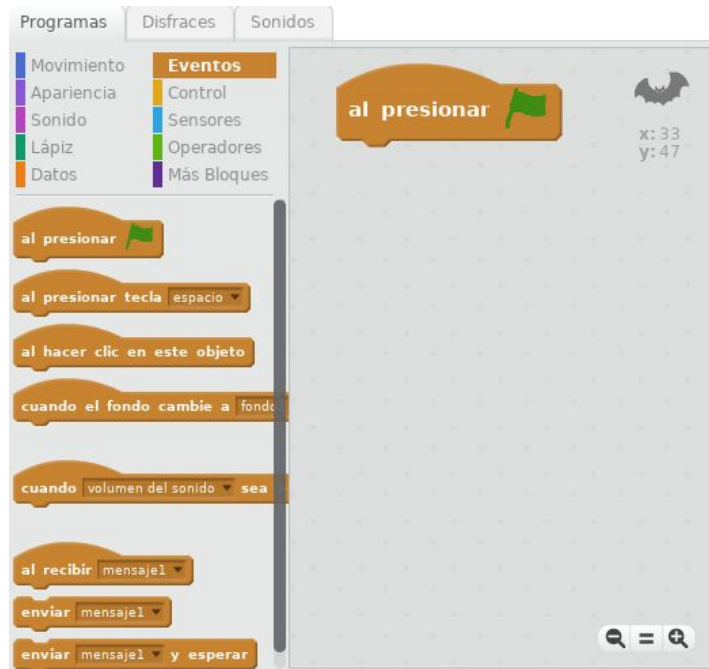 Programas Disfraces Sonidos
Movimiento Eventos
Apariencia Control
Sonido Sensores
Lápiz Operadores
Datos Más Bloques
al presionar
al presionar tecla espacio
al hacer clic en este objeto
cuando el fondo cambie a fondo
cuando volumen del sonido sea
al recibir mensaje1
enviar mensaje1
enviar mensaje1 y esperar
al presionar
x: 33
y: 47